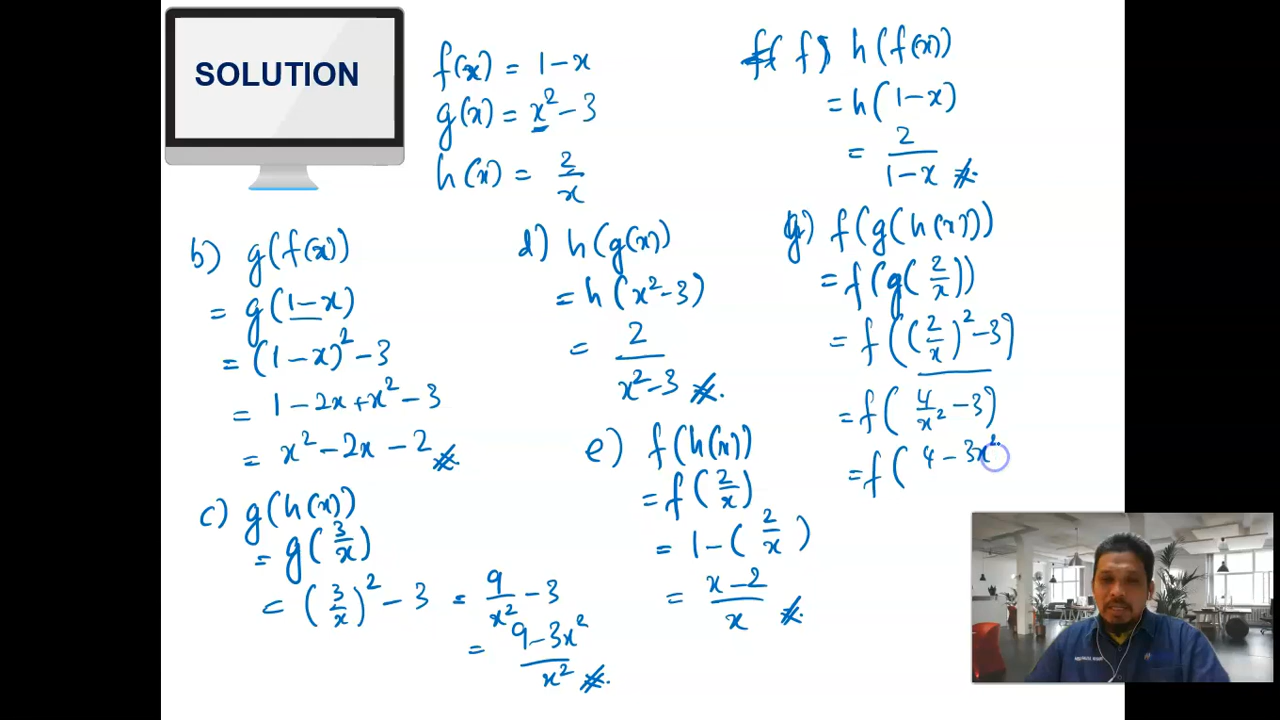 SOLUTION
f(x) = 1-x
g(x) = x² - 3
h(x) = 2/x
b) g(f(x))
= g(1-x)
= (1-x)² - 3
= 1 - 2x + x² - 3
= x² - 2x - 2
c) g(h(x))
= g(3/x)
= (3/x)² - 3 = 9/x² - 3
= 9-3x²/x²
d) h(g(x))
= h(x²-3)
= 2/x²-3
e) f(h(x))
= f(2/x)
= 1-(2/x)
= x-2/x
f) h(f(x))
= h(1-x)
= 2/1-x
g) f(g(h(x)))
= f(g(2/x))
= f((2/x)²-3)
= f(4/x² -3)
= f(4-3x²